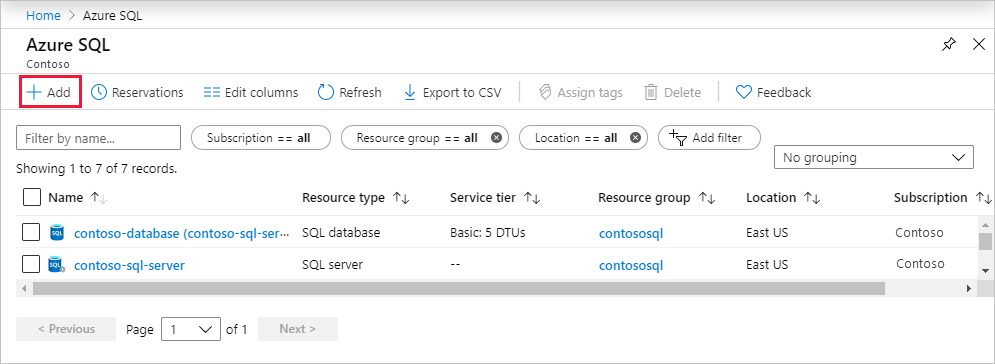 Home > Azure SQL
Azure SQL
Contoso
+ Add Reservations Edit columns Refresh Export to CSV Assign tags Delete Feedback
Filter by name... Subscription == all Resource group == all Location == all Add filter
No grouping
Showing 1 to 7 of 7 records.
Name Resource type Service tier Resource group Location Subscription
SQL contoso-database (contoso-sql-ser... SQL database Basic: 5 DTUs contososql East US Contoso
SQL contoso-sql-server SQL server -- contososql East US Contoso
< Previous Page 1 of 1 Next >